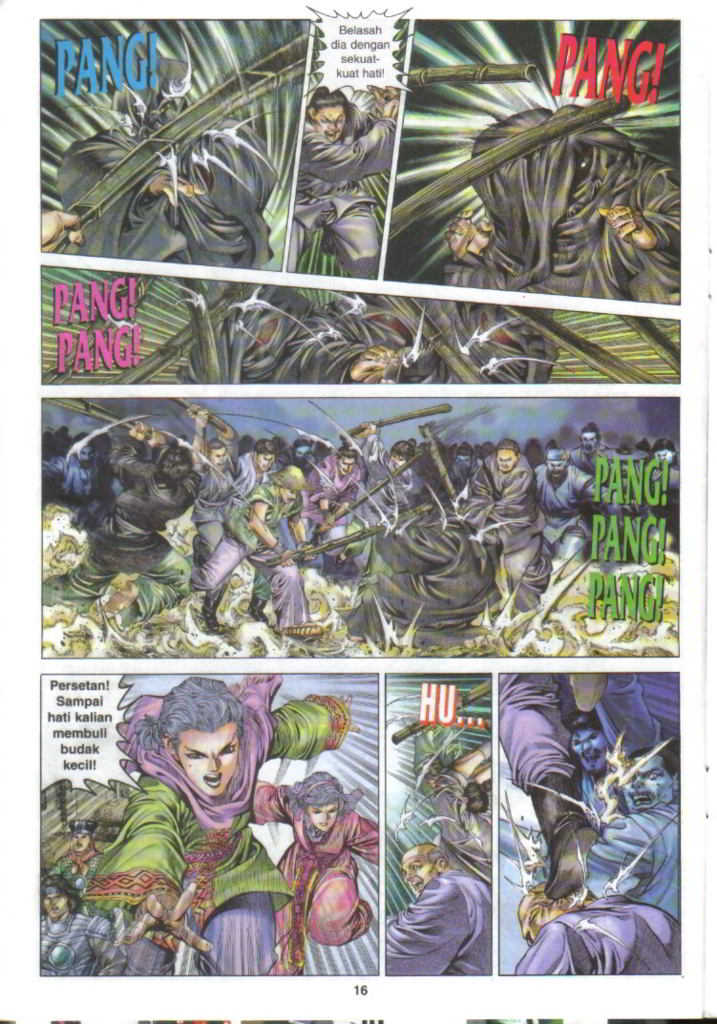 PANG!
Belasah
dia dengan
sekuat-
kuat hati!
PANG!
PANG!
PANG!
PANG!
PANG!
PANG!
Persetan!
Sampai
hati kalian
membuli
budak
kecil!
HU...
16